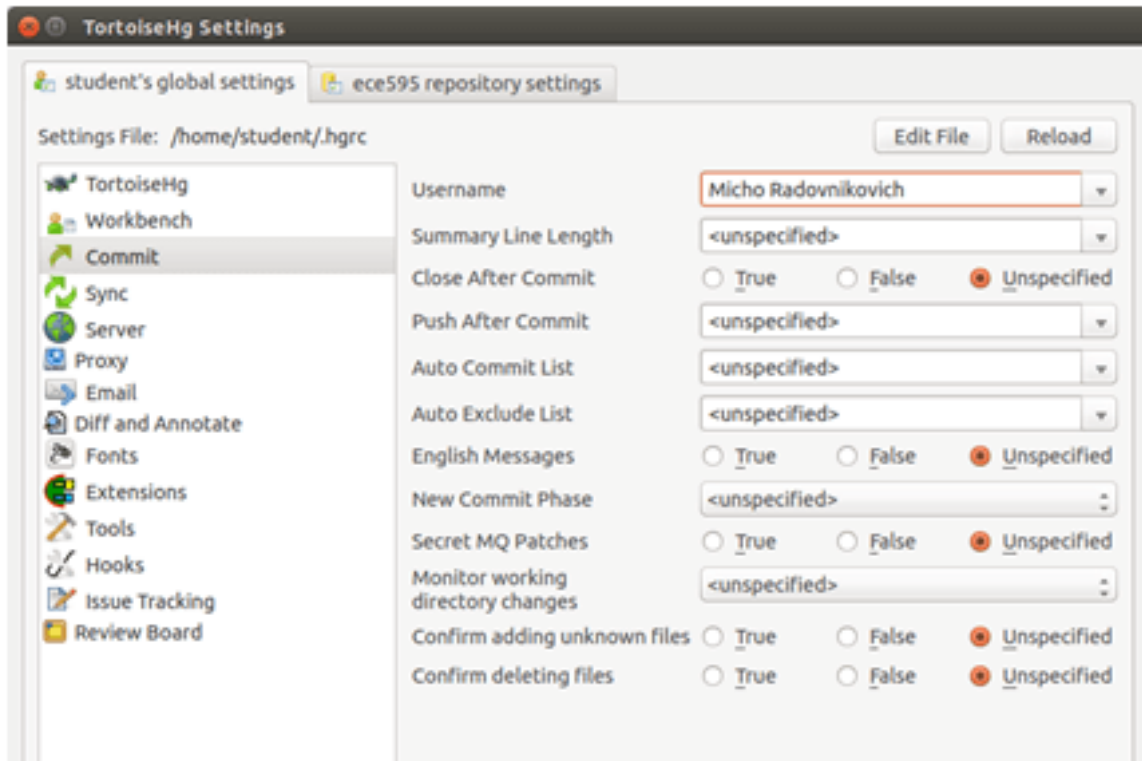 TortoiseHg Settings
student's global settings
ece595 repository settings
Settings File: /home/student/.hgrc
Edit File
Reload
TortoiseHg
Workbench
Commit
Sync
Server
Proxy
Email
Diff and Annotate
Fonts
Extensions
Tools
Hooks
Issue Tracking
Review Board
Username Micho Radovnikovich
Summary Line Length <unspecified>
Close After Commit True False Unspecified
Push After Commit <unspecified>
Auto Commit List <unspecified>
Auto Exclude List <unspecified>
English Messages True False Unspecified
New Commit Phase <unspecified>
Secret MQ Patches True False Unspecified
Monitor working
directory changes <unspecified>
Confirm adding unknown files True False Unspecified
Confirm deleting files True False Unspecified